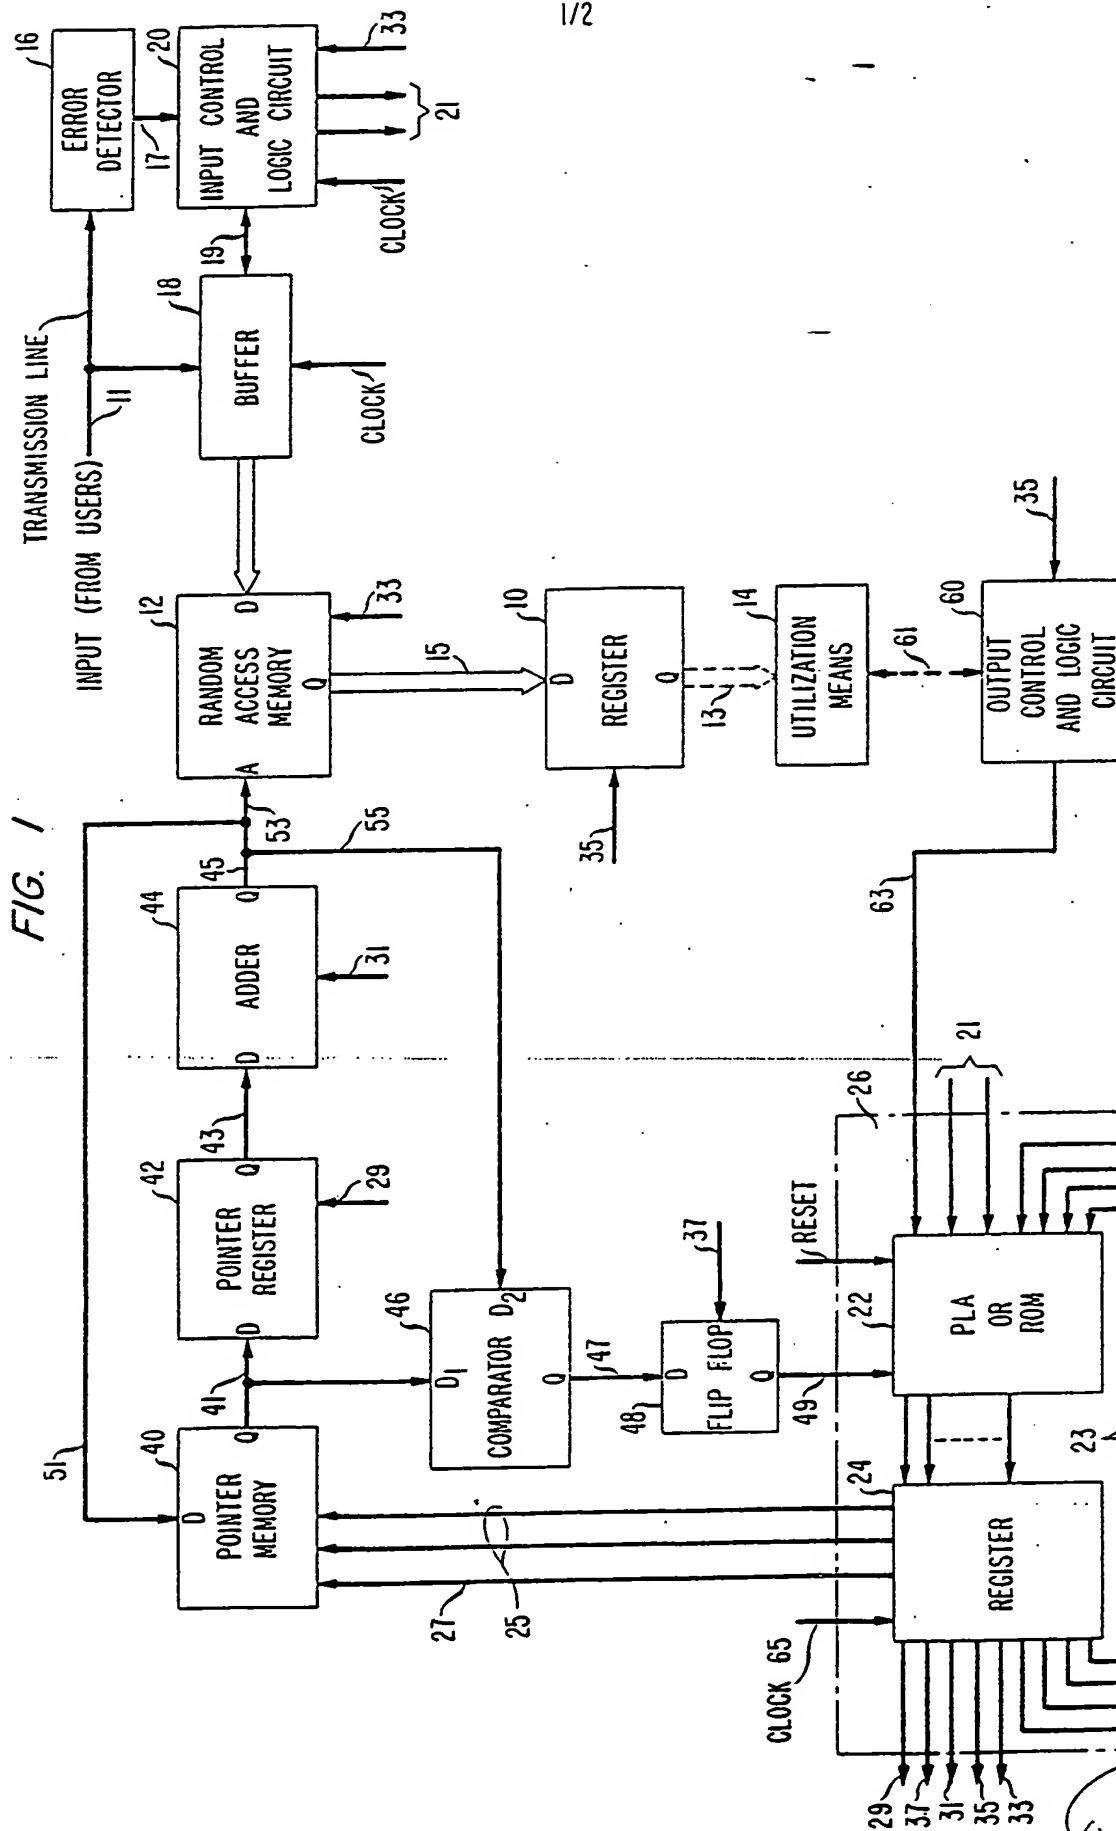 1/2
FIG. 1
TRANSMISSION LINE
INPUT (FROM USERS)
11
16
ERROR
DETECTOR
17
20
INPUT CONTROL
AND
LOGIC CIRCUIT
33
21
CLOCK
19
18
BUFFER
CLOCK
12
D
RANDOM
ACCESS
MEMORY
A
Q
33
53
15
45
55
51
44
Q
ADDER
D
31
43
42
Q
POINTER
REGISTER
D
29
41
40
Q
D
POINTER
MEMORY
27
25
46
D1
COMPARATOR
D2
Q
47
48
D
FLIP FLOP
Q
37
49
10
D
REGISTER
Q
35
13
14
UTILIZATION
MEANS
61
60
OUTPUT
CONTROL
AND LOGIC
CIRCUIT
35
63
26
21
RESET
22
PLA
OR
ROM
23
24
REGISTER
CLOCK 65
29
37
31
35
33